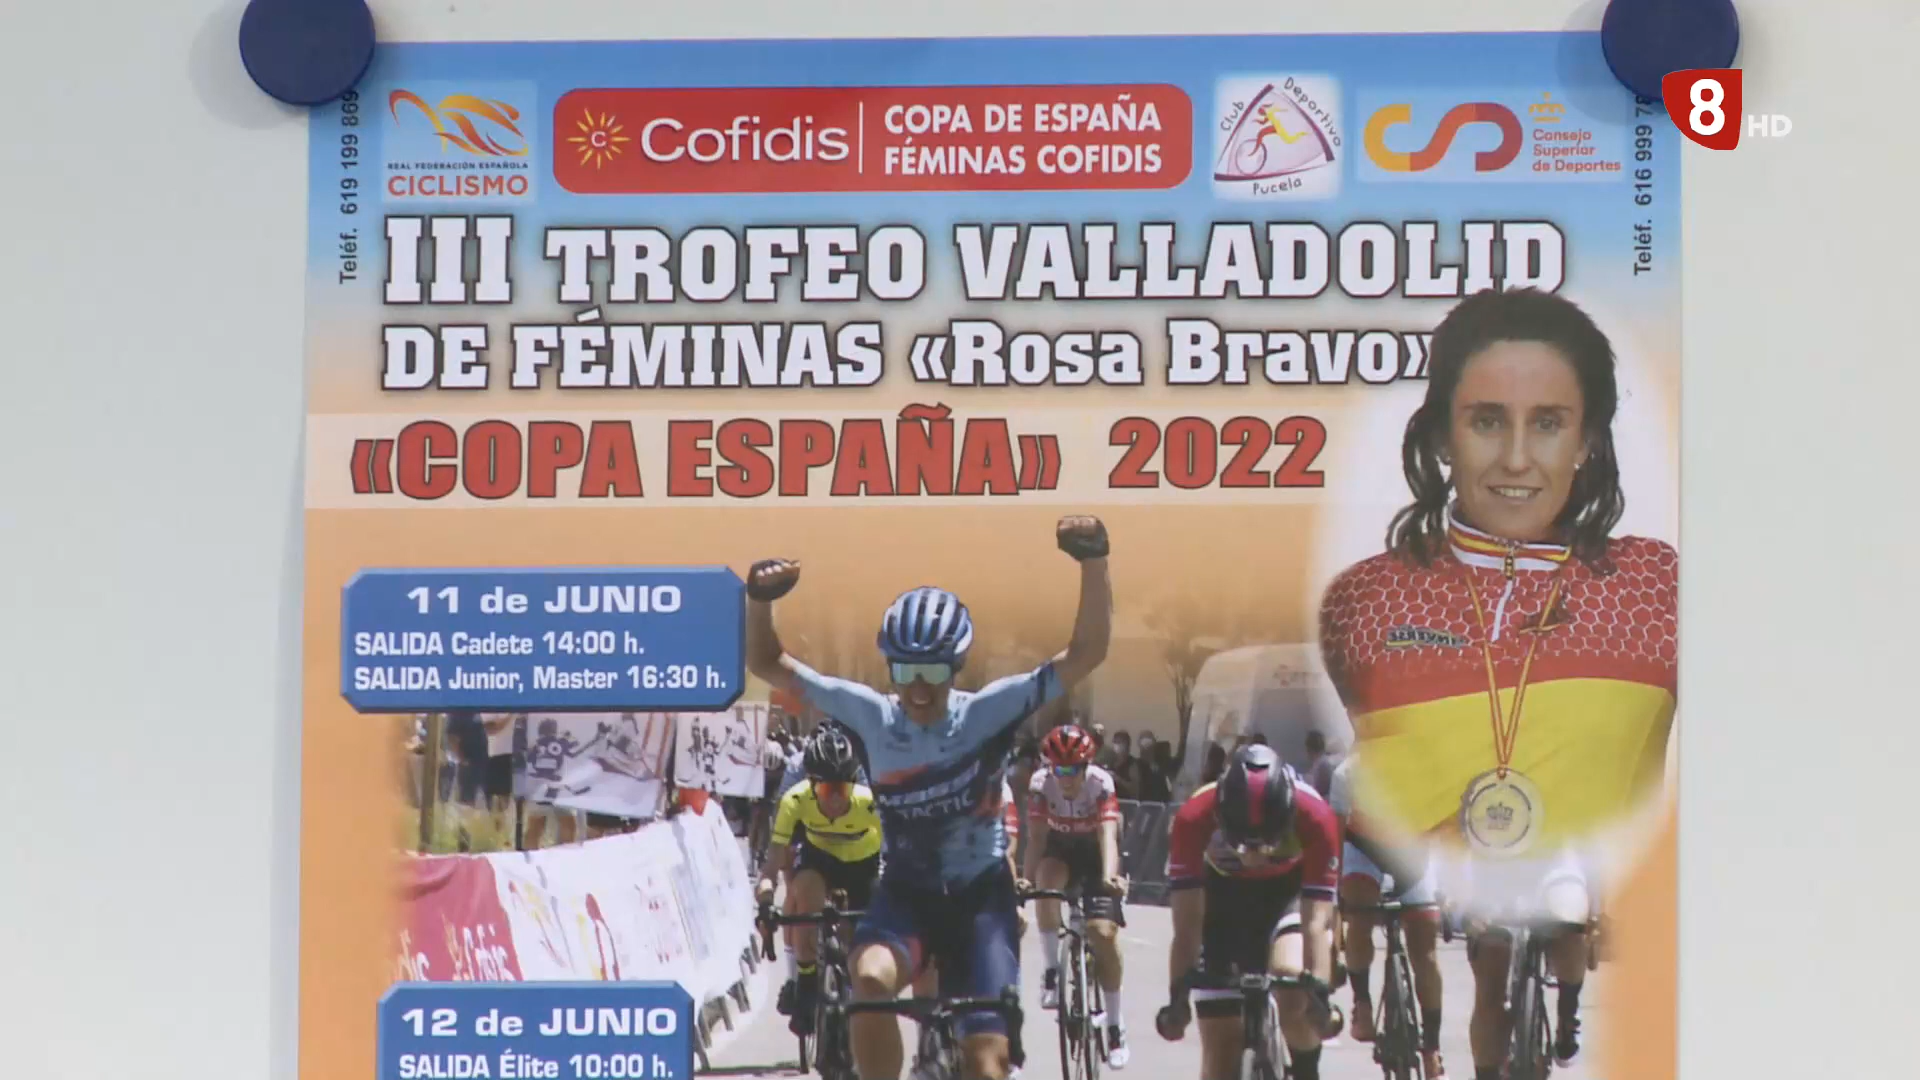 8 HD
Teléf. 619 199 869
REAL FEDERACIÓN ESPAÑOLA
CICLISMO
C
Cofidis
COPA DE ESPAÑA
FÉMINAS COFIDIS
Club Deportivo
Pucela
Consejo
Superior
de Deportes
Teléf. 616 999
III TROFEO VALLADOLID
DE FÉMINAS «Rosa Bravo»
«COPA ESPAÑA» 2022
11 de JUNIO
SALIDA Cadete 14:00 h.
SALIDA Junior, Master 16:30 h.
TACTIC
Cofidis
12 de JUNIO
SALIDA Élite 10:00 h.